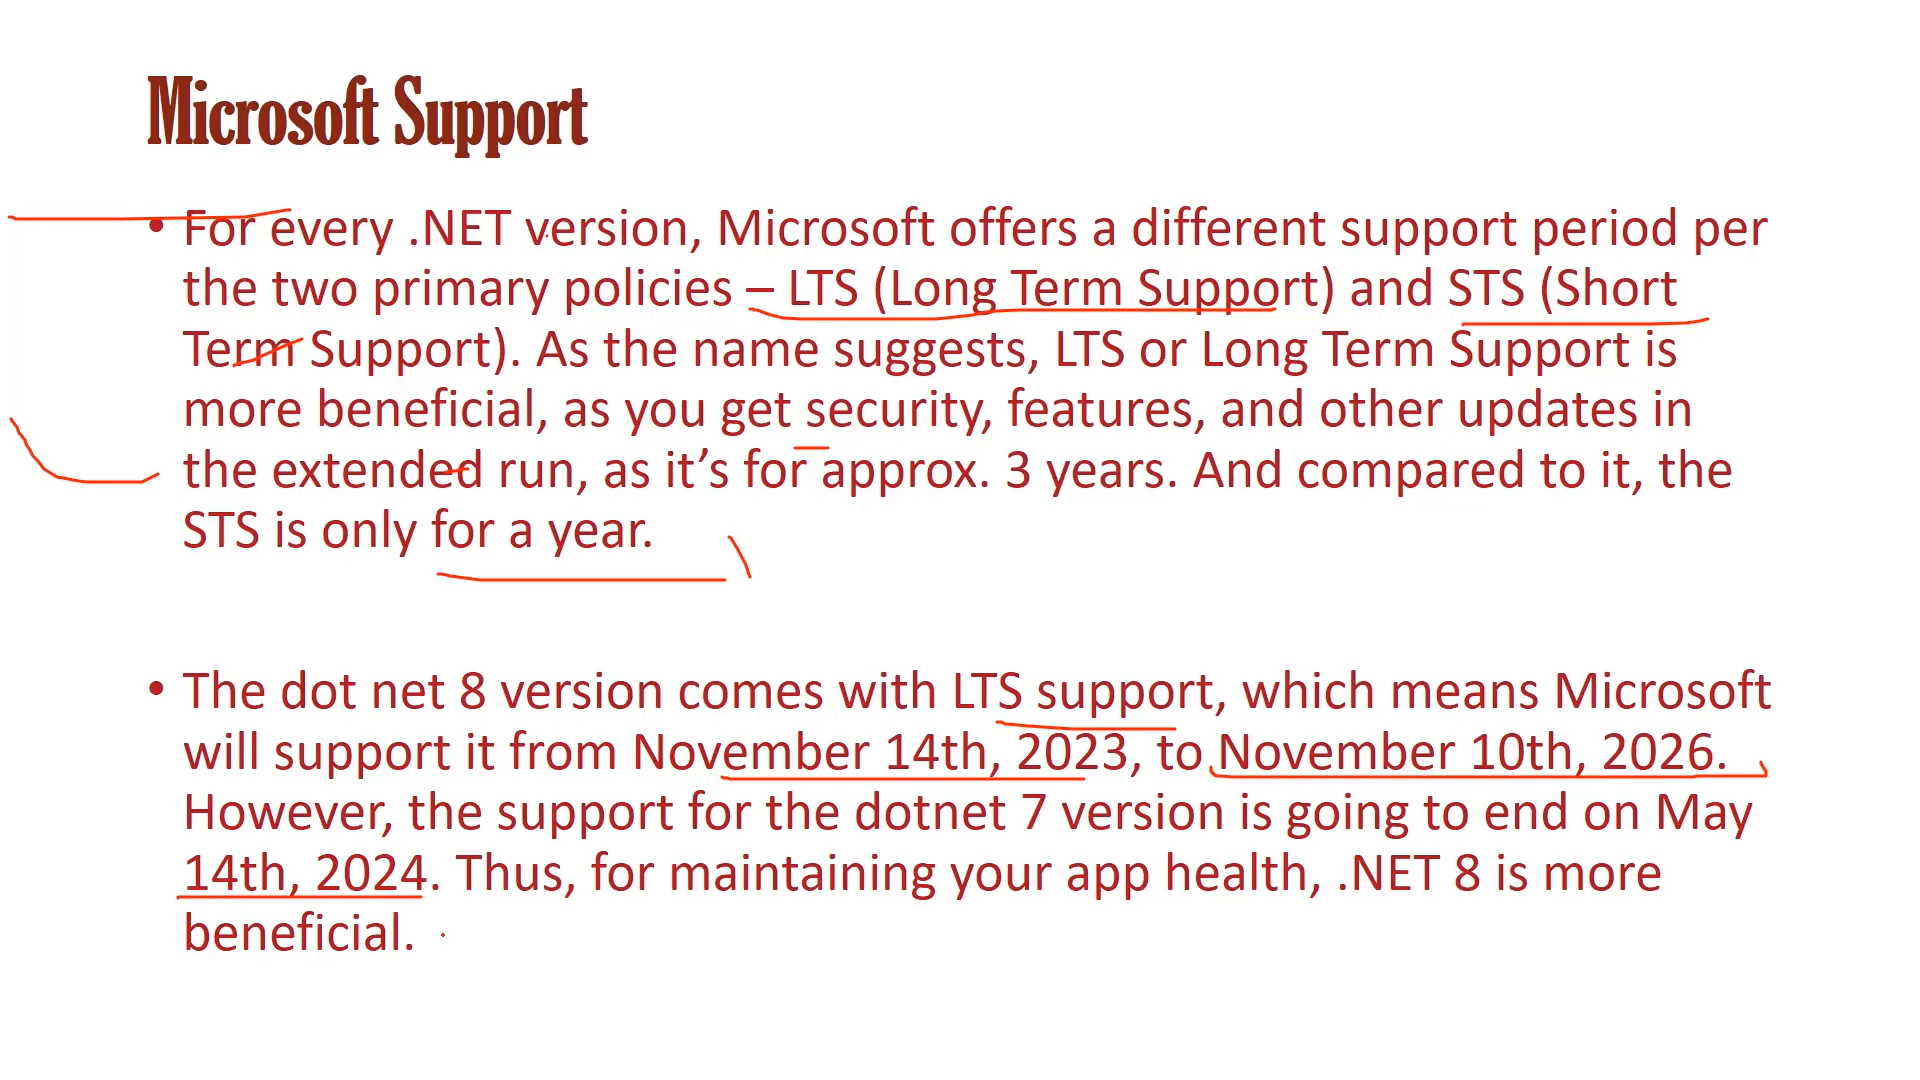 Microsoft Support
• For every .NET version, Microsoft offers a different support period per
the two primary policies – LTS (Long Term Support) and STS (Short
Term Support). As the name suggests, LTS or Long Term Support is
more beneficial, as you get security, features, and other updates in
the extended run, as it’s for approx. 3 years. And compared to it, the
STS is only for a year.
• The dot net 8 version comes with LTS support, which means Microsoft
will support it from November 14th, 2023, to November 10th, 2026.
However, the support for the dotnet 7 version is going to end on May
14th, 2024. Thus, for maintaining your app health, .NET 8 is more
beneficial.